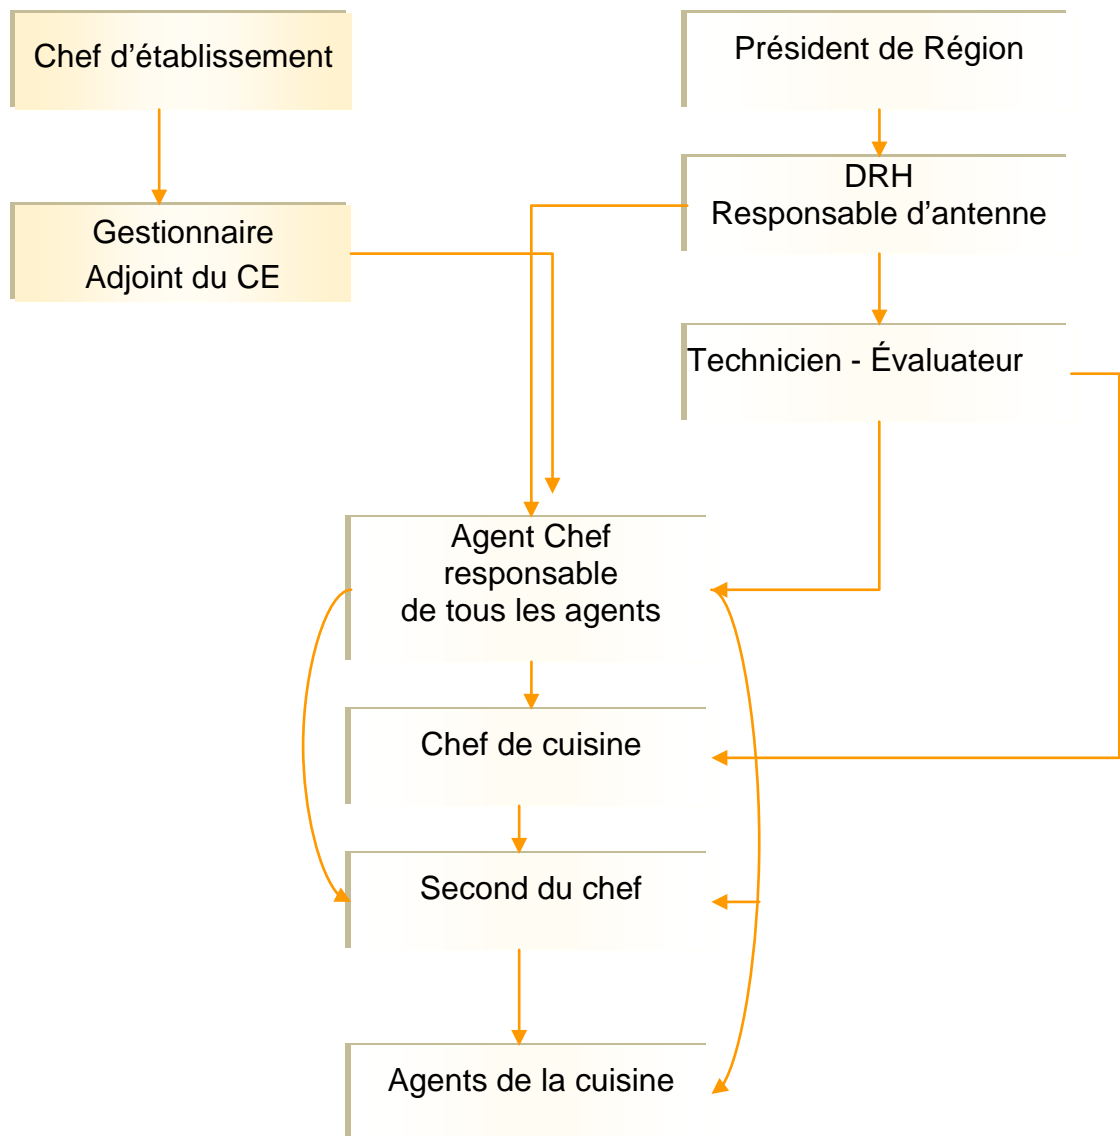 Chef d’établissement
Président de Région
DRH
Responsable d’antenne
Gestionnaire
Adjoint du CE
Technicien - Évaluateur
Agent Chef
responsable
de tous les agents
Chef de cuisine
Second du chef
Agents de la cuisine